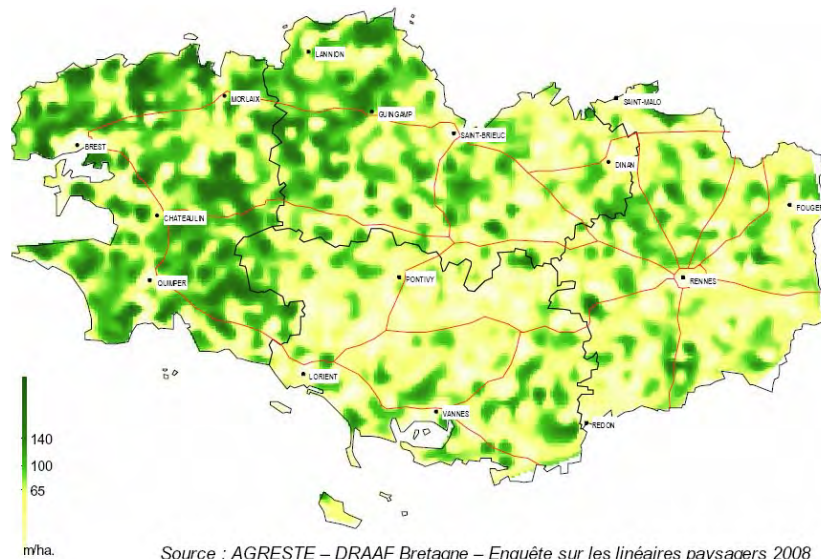 LANNION
MORLAIX
SAINT-MALO
GUINGAMP
SAINT-BRIEUC
BREST
DINAN
FOUGER
CHATEAULIN
PONTIVY
RENNES
QUIMPER
LORIENT
VANNES
REDON
140
100
65
m/ha.
Source : AGRESTE – DRAAF Bretagne – Enquête sur les linéaires paysagers 2008